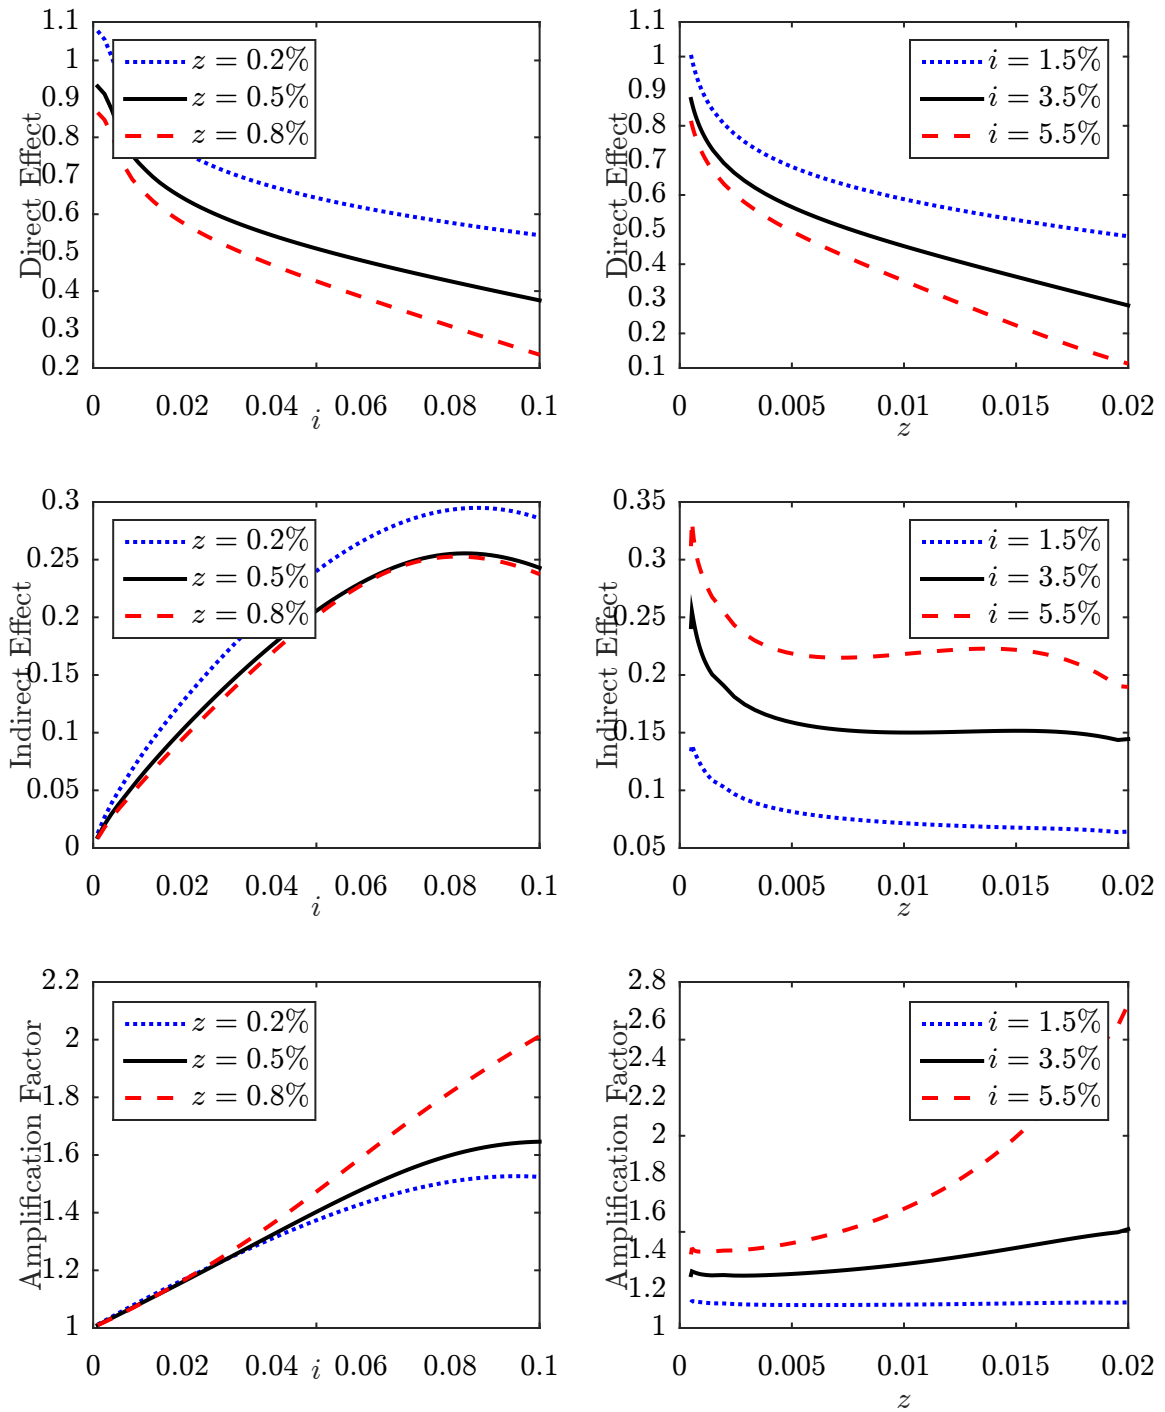 1.1
1
0.9
0.8
0.7
0.6
0.5
0.4
0.3
0.2
Direct Effect
z = 0.2%
z = 0.5%
z = 0.8%
0 0.02 0.04 0.06 0.08 0.1
i
1.1
1
0.9
0.8
0.7
0.6
0.5
0.4
0.3
0.2
0.1
Direct Effect
i = 1.5%
i = 3.5%
i = 5.5%
0 0.005 0.01 0.015 0.02
z
0.3
0.25
0.2
0.15
0.1
0.05
0
Indirect Effect
z = 0.2%
z = 0.5%
z = 0.8%
0 0.02 0.04 0.06 0.08 0.1
i
0.35
0.3
0.25
0.2
0.15
0.1
0.05
Indirect Effect
i = 1.5%
i = 3.5%
i = 5.5%
0 0.005 0.01 0.015 0.02
z
2.2
2
1.8
1.6
1.4
1.2
1
Amplification Factor
z = 0.2%
z = 0.5%
z = 0.8%
0 0.02 0.04 0.06 0.08 0.1
i
2.8
2.6
2.4
2.2
2
1.8
1.6
1.4
1.2
1
Amplification Factor
i = 1.5%
i = 3.5%
i = 5.5%
0 0.005 0.01 0.015 0.02
z